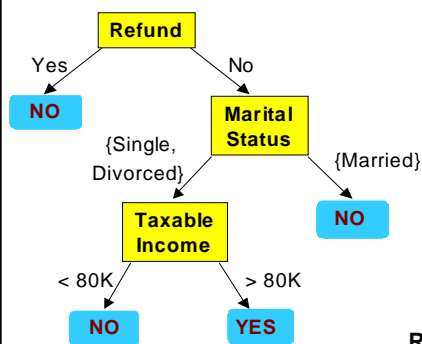 Refund
Yes
No
NO
Marital
Status
{Single,
Divorced}
{Married}
Taxable
Income
NO
< 80K
> 80K
NO
YES
R